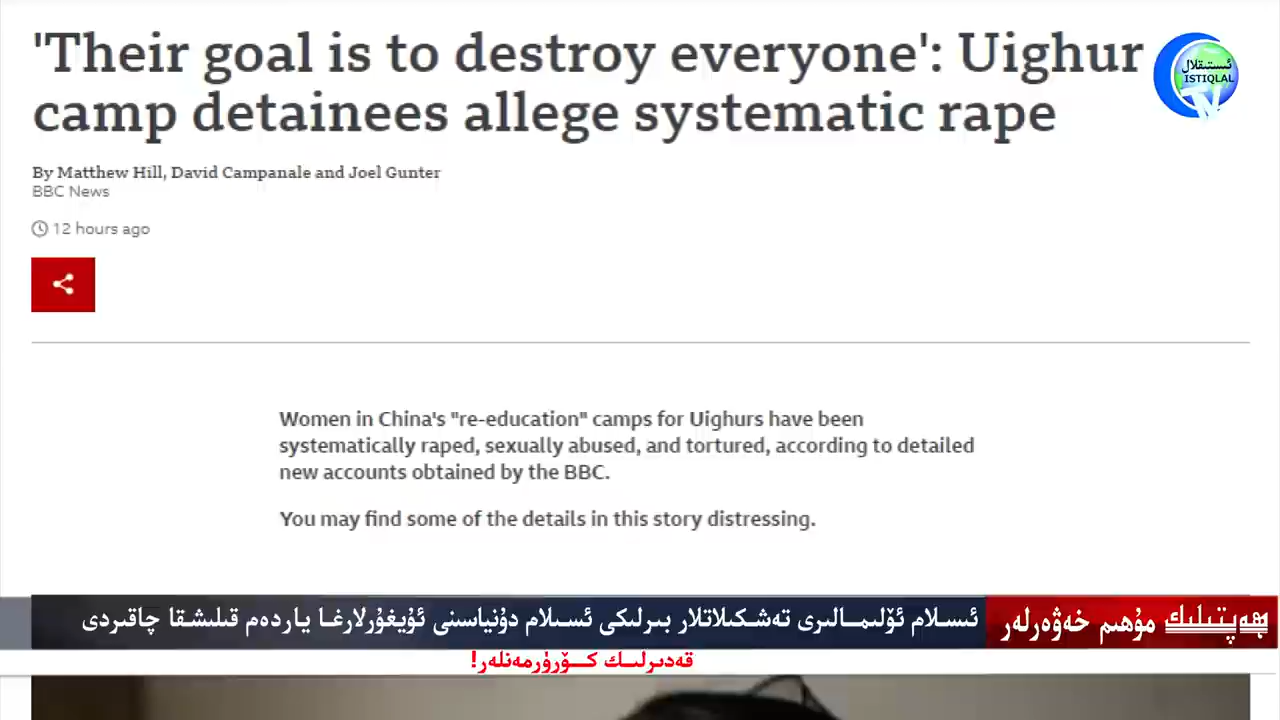 'Their goal is to destroy everyone': Uighur
camp detainees allege systematic rape
ئىستىقلال
ISTIQLAL
TV
By Matthew Hill, David Campanale and Joel Gunter
BBC News
12 hours ago
Women in China's "re-education" camps for Uighurs have been
systematically raped, sexually abused, and tortured, according to detailed
new accounts obtained by the BBC.
You may find some of the details in this story distressing.
ھەپتىلىك مۇھىم خەۋەرلەر
ئىسلام ئۆلىمالىرى تەشكىلاتلار بىرلىكى ئىسلام دۇنياسىنى ئۇيغۇرلارغا ياردەم قىلىشقا چاقىردى
قەدىرلىك كۆرۈرمەنلەر!